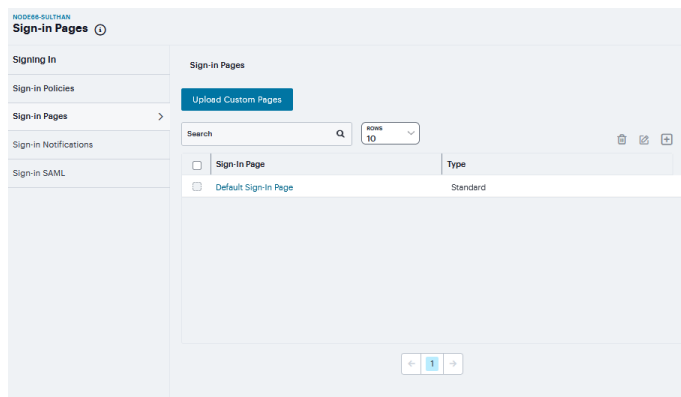 NODE66-SULTHAN
Sign-in Pages
Signing In
Sign-in Policies
Sign-in Pages
Sign-in Notifications
Sign-in SAML
Sign-in Pages
Upload Custom Pages
Search
ROWS
10
Sign-In Page Type
Default Sign-In Page Standard
1